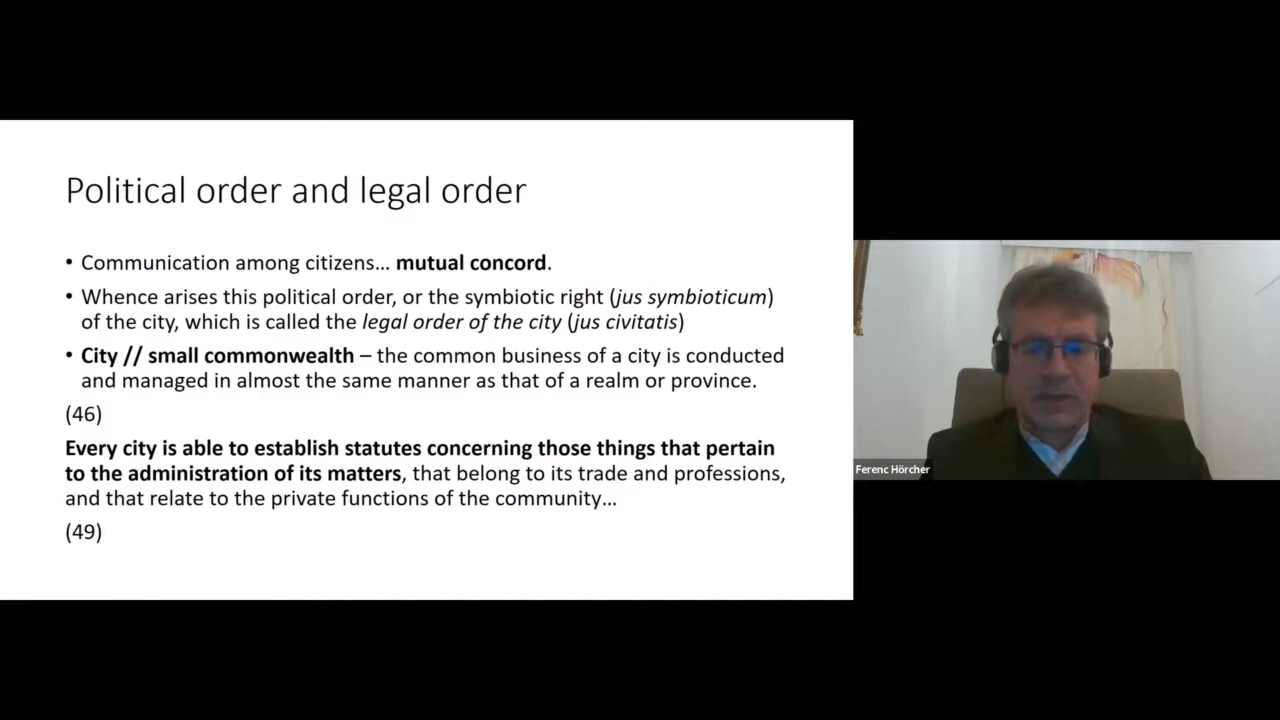 Political order and legal order
• Communication among citizens... mutual concord.
• Whence arises this political order, or the symbiotic right (jus symbioticum)
of the city, which is called the legal order of the city (jus civitatis)
• City // small commonwealth – the common business of a city is conducted
and managed in almost the same manner as that of a realm or province.
(46)
Every city is able to establish statutes concerning those things that pertain
to the administration of its matters, that belong to its trade and professions,
and that relate to the private functions of the community...
(49)
Ferenc Hörcher